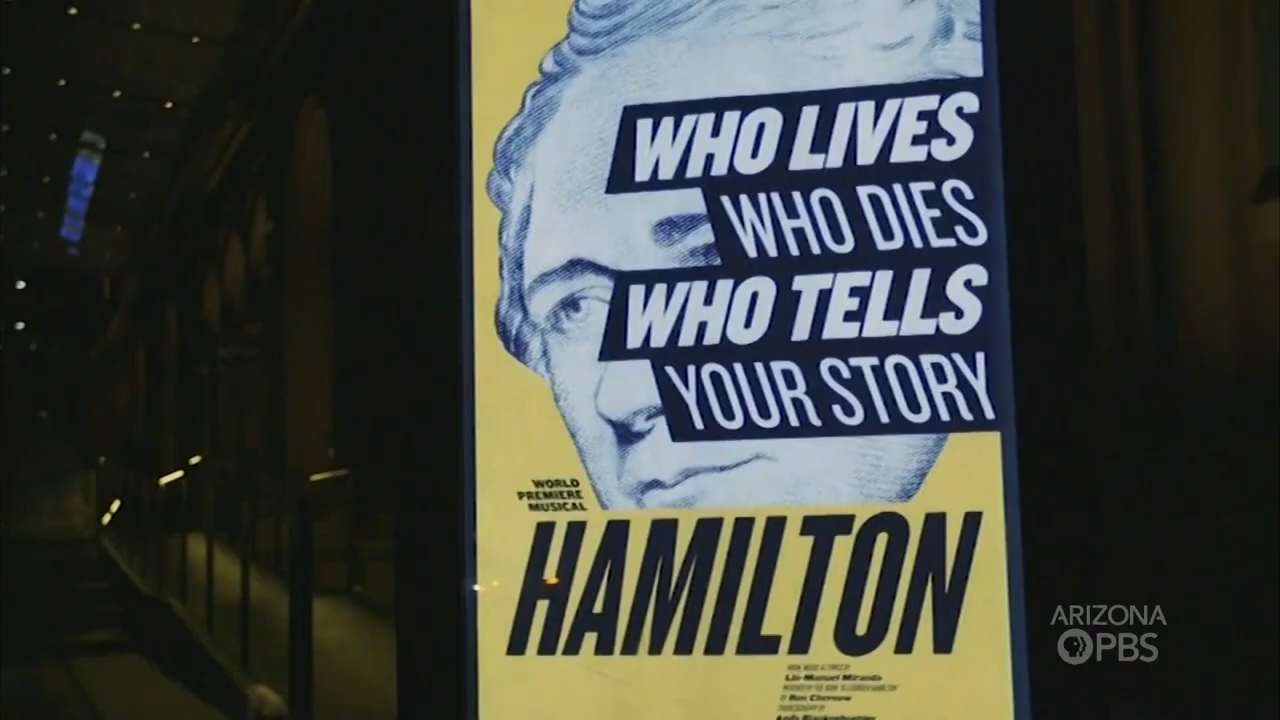 WHO LIVES
WHO DIES
WHO TELLS
YOUR STORY
WORLD
PREMIERE
MUSICAL
HAMILTON
Lin-Manuel Miranda
Ron Chernow
ARIZONA
PBS